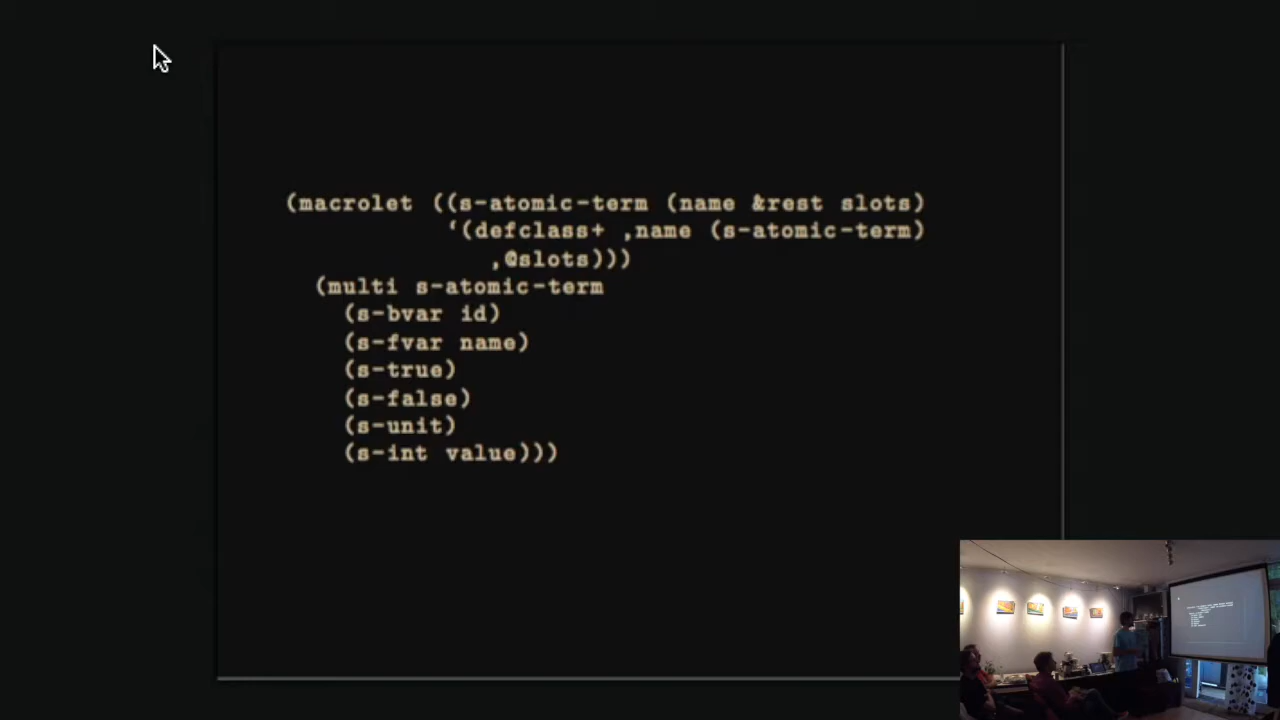 (macrolet ((s-atomic-term (name &rest slots)
‘(defclass+ ,name (s-atomic-term)
,@slots)))
(multi s-atomic-term
(s-bvar id)
(s-fvar name)
(s-true)
(s-false)
(s-unit)
(s-int value)))